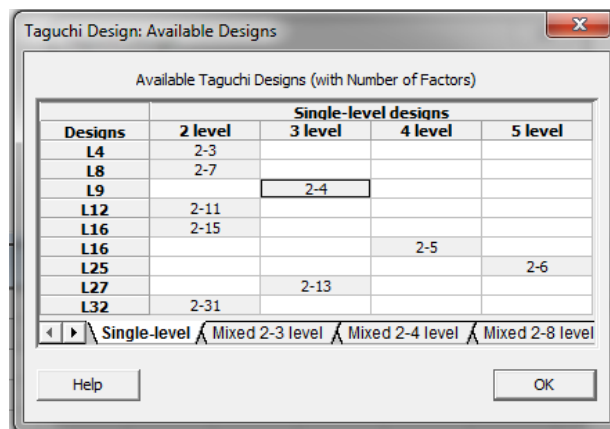 Taguchi Design: Available Designs
Available Taguchi Designs (with Number of Factors)
Single-level designs
Designs 2 level 3 level 4 level 5 level
L4 2-3
L8 2-7
L9 2-4
L12 2-11
L16 2-15
L16 2-5
L25 2-6
L27 2-13
L32 2-31
Single-level Mixed 2-3 level Mixed 2-4 level Mixed 2-8 level
Help OK